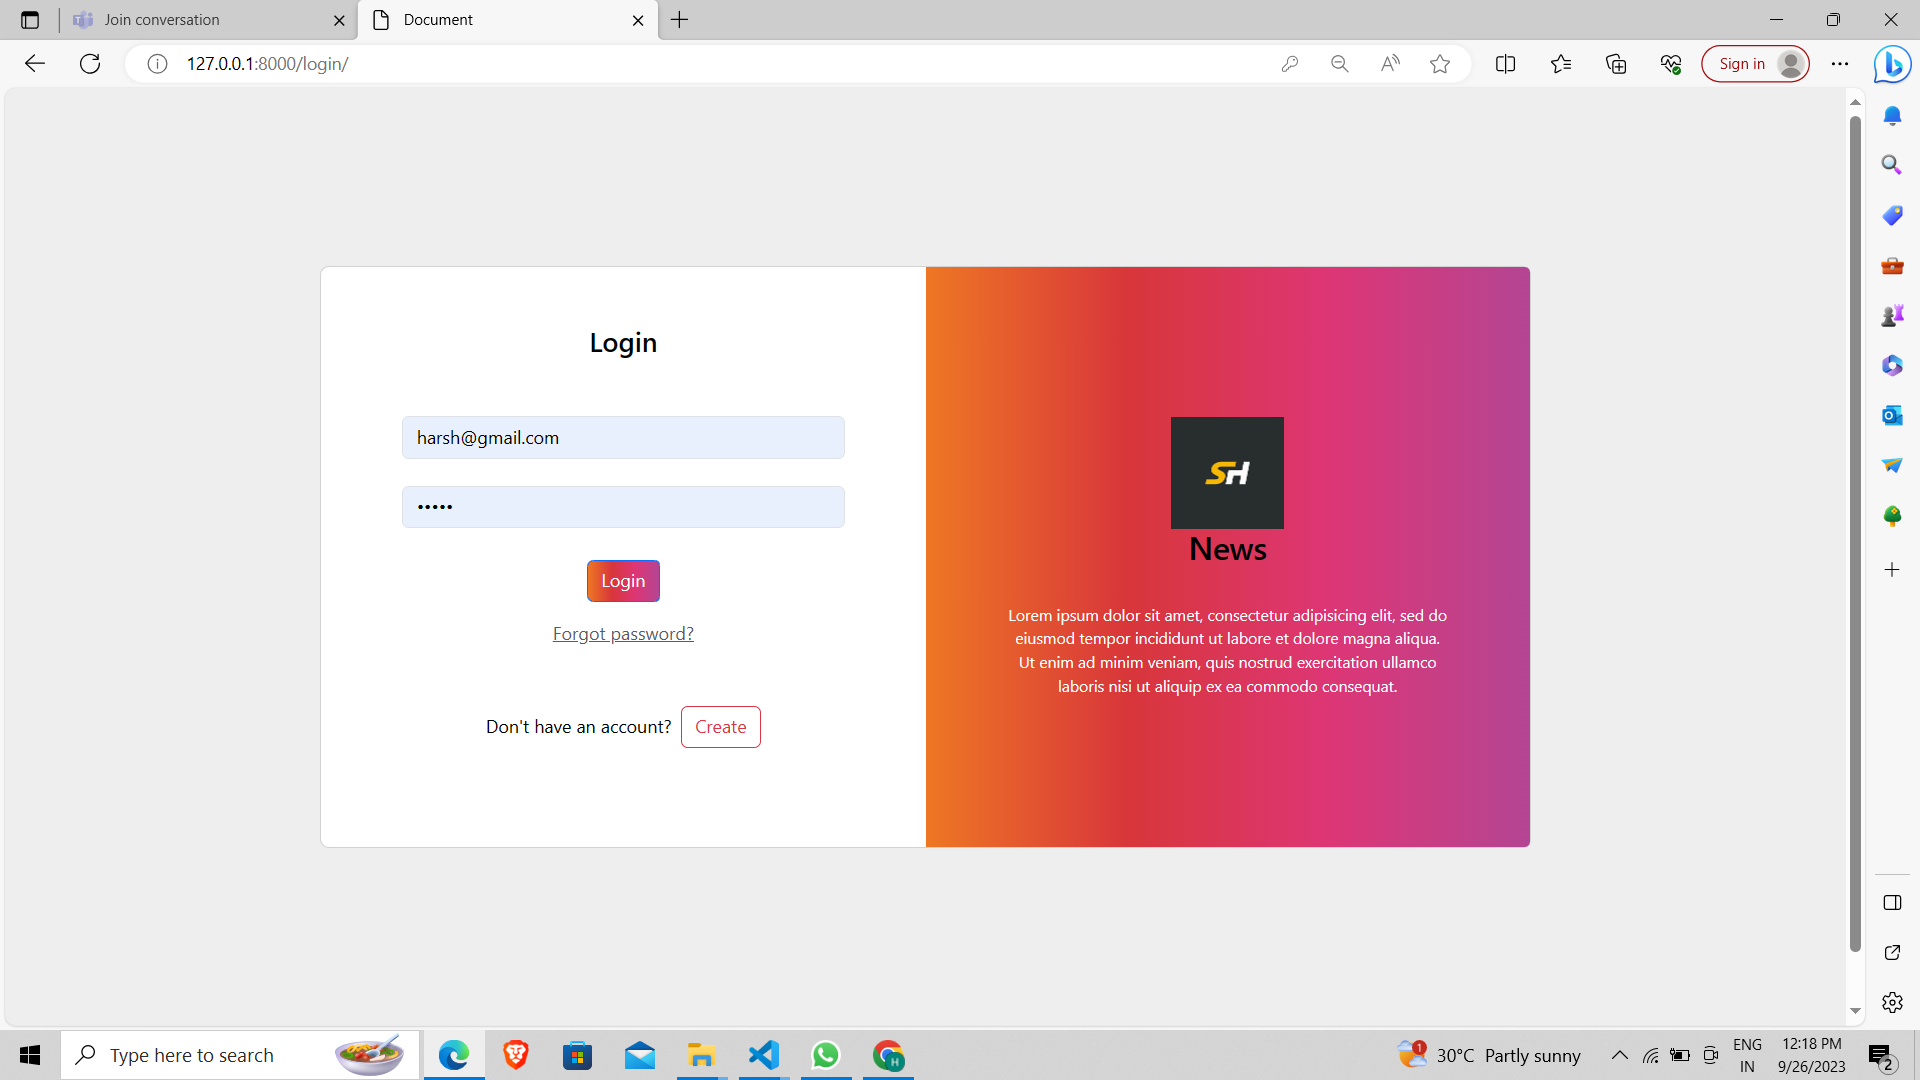 Join conversation
Document
127.0.0.1:8000/login/
Sign in
Login
harsh@gmail.com
•••••
Login
Forgot password?
Don't have an account? Create
SH
News
Lorem ipsum dolor sit amet, consectetur adipisicing elit, sed do
eiusmod tempor incididunt ut labore et dolore magna aliqua.
Ut enim ad minim veniam, quis nostrud exercitation ullamco
laboris nisi ut aliquip ex ea commodo consequat.
Type here to search
1
30°C Partly sunny
ENG
IN
12:18 PM
9/26/2023
2